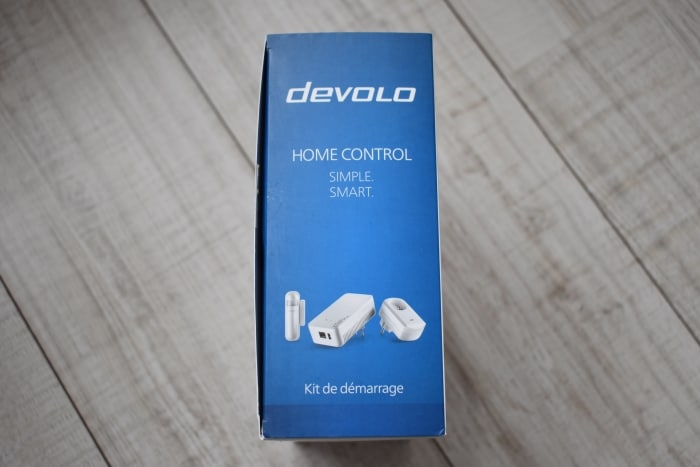 devolo
HOME CONTROL
SIMPLE.
SMART.
Kit de démarrage